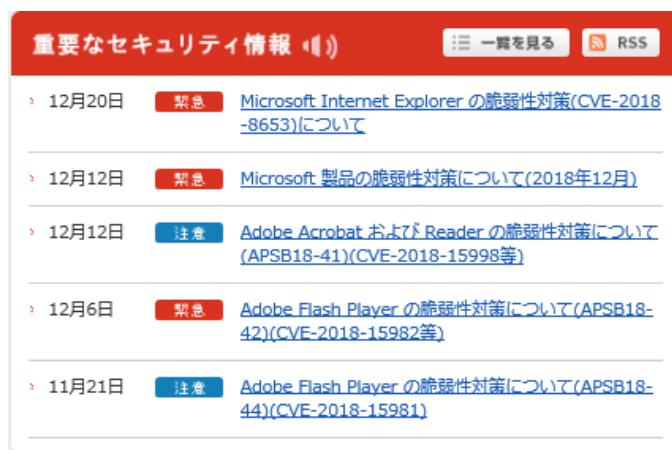 重要なセキュリティ情報
一覧を見る
RSS
12月20日 緊急 Microsoft Internet Explorer の脆弱性対策(CVE-2018
-8653)について
12月12日 緊急 Microsoft 製品の脆弱性対策について(2018年12月)
12月12日 注意 Adobe Acrobat および Reader の脆弱性対策について
(APSB18-41)(CVE-2018-15998等)
12月6日 緊急 Adobe Flash Player の脆弱性対策について(APSB18-
42)(CVE-2018-15982等)
11月21日 注意 Adobe Flash Player の脆弱性対策について(APSB18-
44)(CVE-2018-15981)